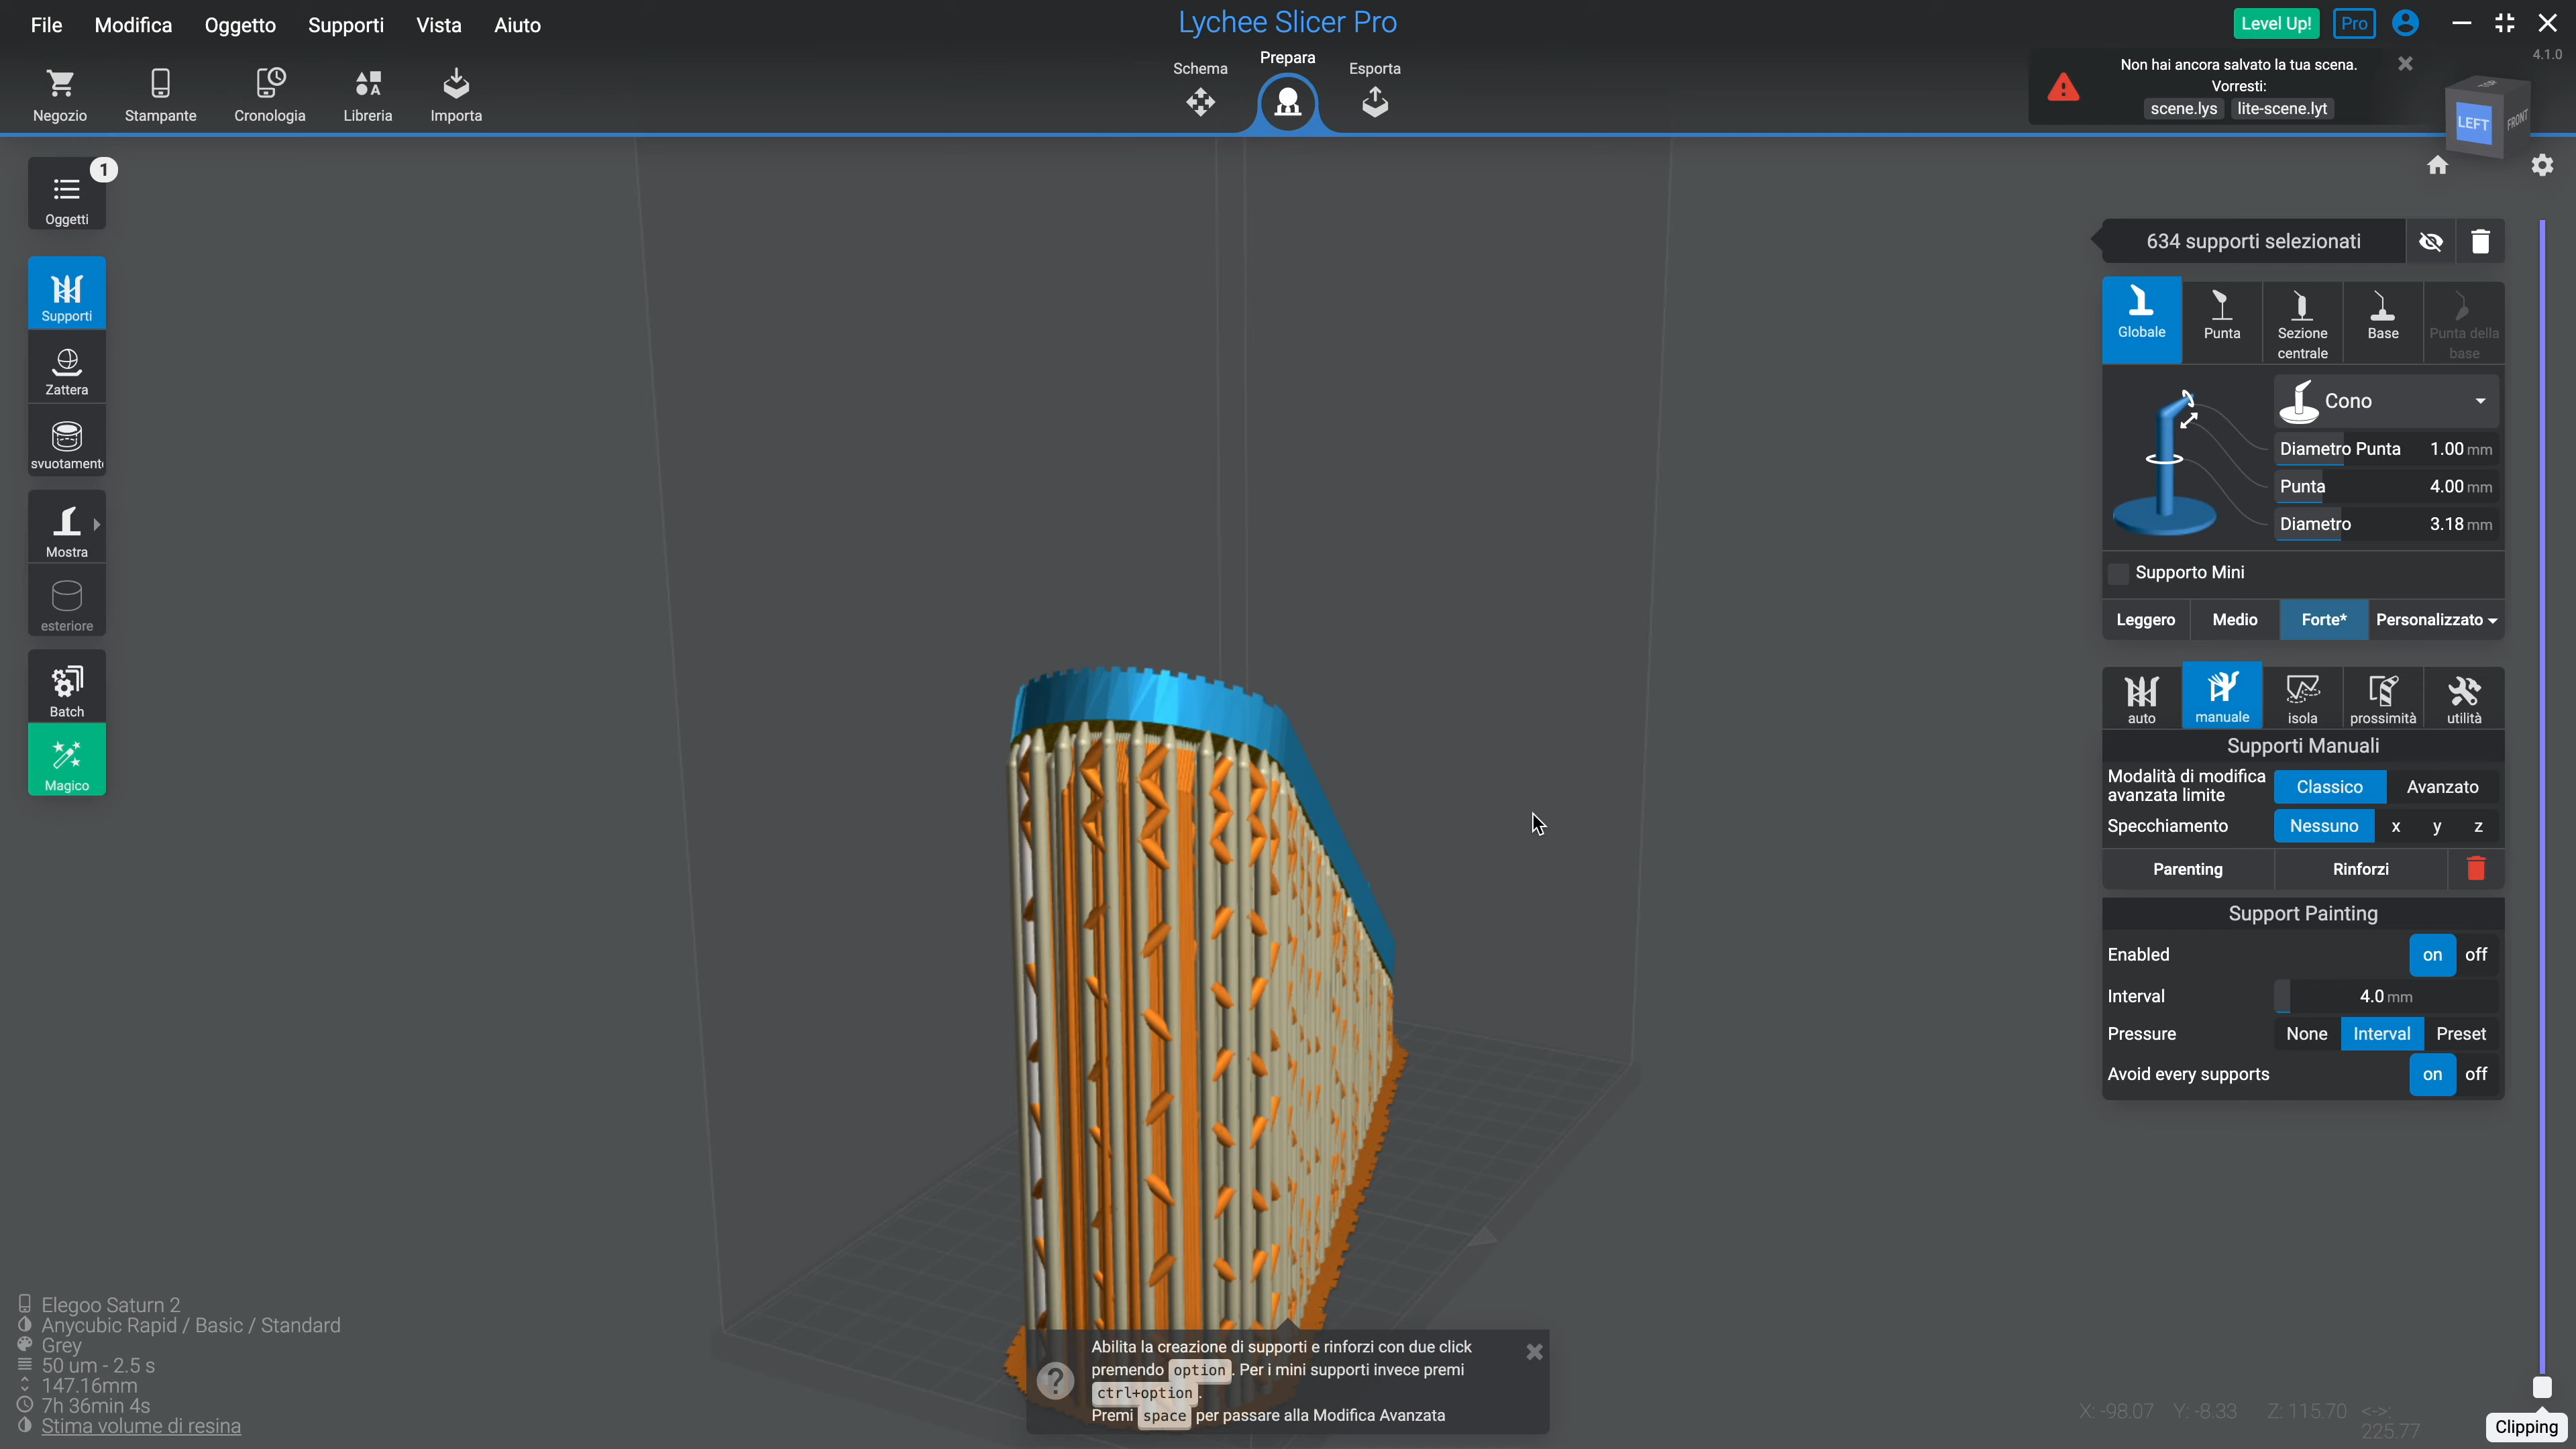 File Modifica Oggetto Supporti Vista Aiuto
Lychee Slicer Pro
Level Up! Pro
4.1.0
Negozio Stampante Cronologia Libreria Importa
Schema Prepara Esporta
Non hai ancora salvato la tua scena.
Vorresti:
scene.lys lite-scene.lyt
TOP
LEFT FRONT
1
Oggetti
Supporti
Zattera
svuotament
Mostra
esteriore
Batch
Magico
634 supporti selezionati
Globale Punta Sezione centrale Base Punta della base
Cono
Diametro Punta 1.00 mm
Punta 4.00 mm
Diametro 3.18 mm
Supporto Mini
Leggero Medio Forte* Personalizzato
auto manuale isola prossimità utilità
Supporti Manuali
Modalità di modifica
avanzata limite Classico Avanzato
Specchiamento Nessuno x y z
Parenting Rinforzi
Support Painting
Enabled on off
Interval 4.0 mm
Pressure None Interval Preset
Avoid every supports on off
Elegoo Saturn 2
Anycubic Rapid / Basic / Standard
Grey
50 um - 2.5 s
147.16mm
7h 36min 4s
Stima volume di resina
Abilita la creazione di supporti e rinforzi con due click
premendo option. Per i mini supporti invece premi
ctrl+option.
Premi space per passare alla Modifica Avanzata
X: -98.07 Y: -8.33 Z: 115.70 <->:
225.77
Clipping